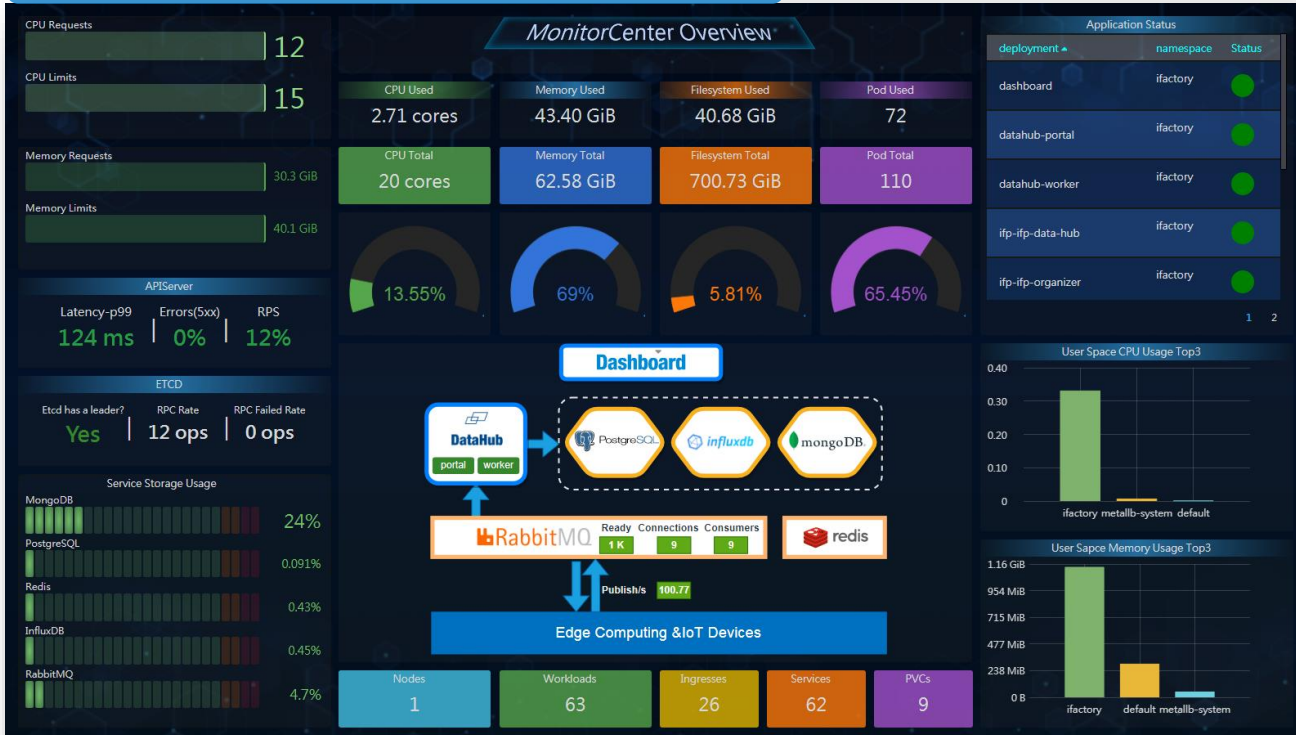 MonitorCenter Overview
CPU Requests
12
CPU Limits
15
Memory Requests
30.3 GiB
Memory Limits
40.1 GiB
APIServer
Latency-p99 Errors(5xx) RPS
124 ms 0% 12%
ETCD
Etcd has a leader? RPC Rate RPC Failed Rate
Yes 12 ops 0 ops
Service Storage Usage
MongoDB
24%
PostgreSQL
0.091%
Redis
0.43%
InfluxDB
0.45%
RabbitMQ
4.7%
CPU Used Memory Used Filesystem Used Pod Used
2.71 cores 43.40 GiB 40.68 GiB 72
CPU Total Memory Total Filesystem Total Pod Total
20 cores 62.58 GiB 700.73 GiB 110
13.55% 69% 5.81% 65.45%
Dashboard
DataHub
portal worker
PostgreSQL influxdb mongoDB.
RabbitMQ
Ready Connections Consumers
1 K 9 9
redis
Publish/s 100.77
Edge Computing &IoT Devices
Nodes Workloads Ingresses Services PVCs
1 63 26 62 9
Application Status
deployment namespace Status
dashboard ifactory
datahub-portal ifactory
datahub-worker ifactory
ifp-ifp-data-hub ifactory
ifp-ifp-organizer ifactory
1 2
User Space CPU Usage Top3
0.40
0.30
0.20
0.10
0
ifactory metallb-system default
User Sapce Memory Usage Top3
1.16 GiB
954 MiB
715 MiB
477 MiB
238 MiB
0 B
ifactory default metallb-system